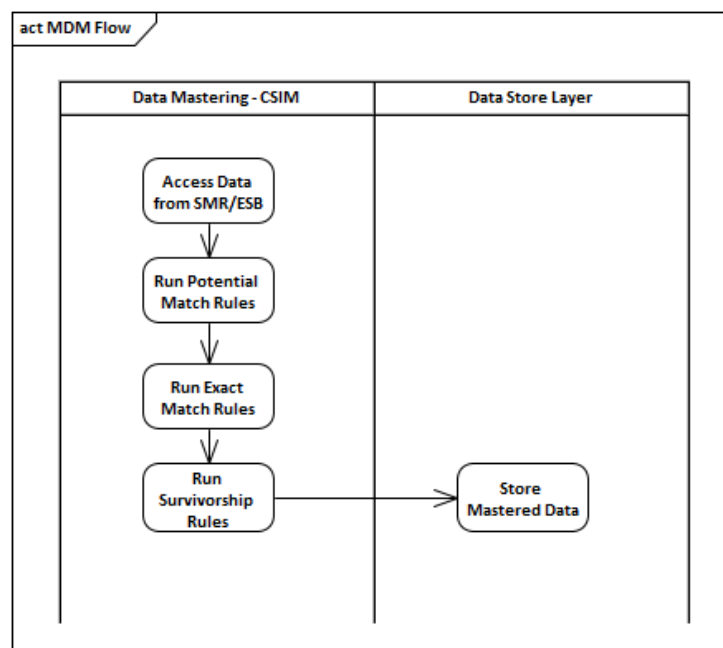 act MDM Flow
Data Mastering - CSIM
Data Store Layer
Access Data
from SMR/ESB
Run Potential
Match Rules
Run Exact
Match Rules
Run
Survivorship
Rules
Store
Mastered Data